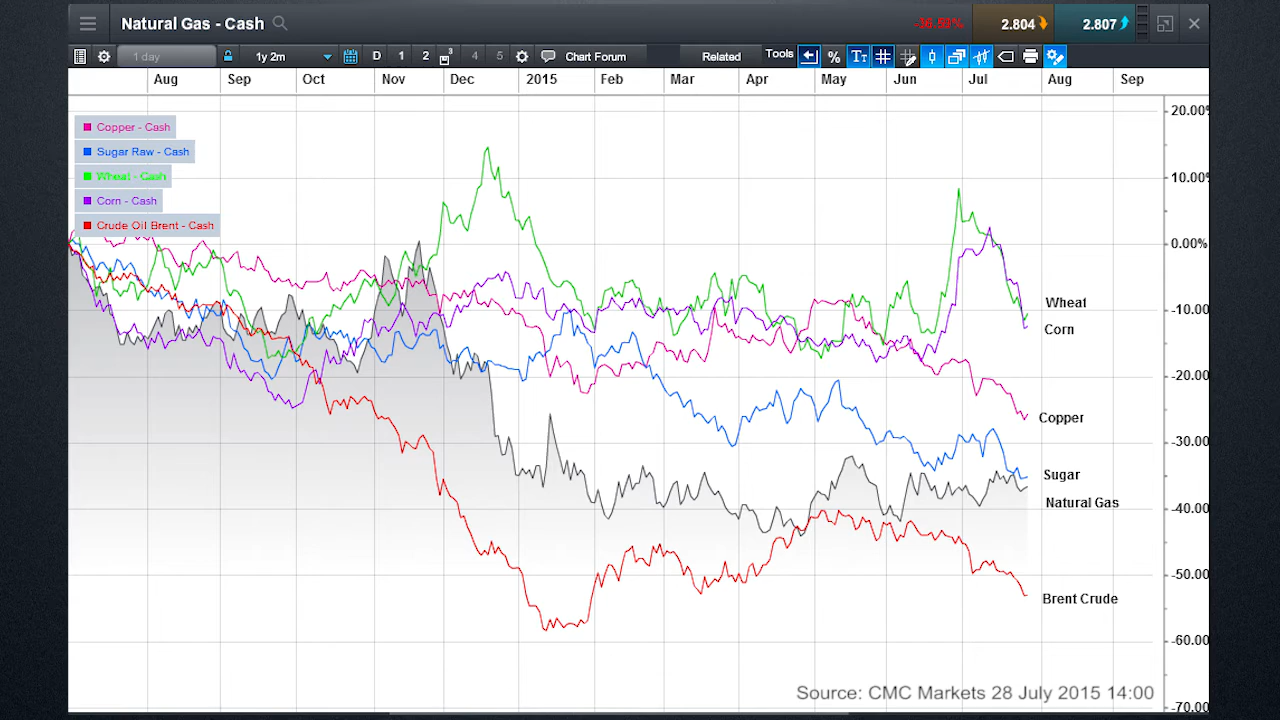 Natural Gas - Cash
-36.59%
2.804
2.807
1 day
1y 2m
D
1
2
3
4
5
Chart Forum
Related
Tools
%
Tт
Aug
Sep
Oct
Nov
Dec
2015
Feb
Mar
Apr
May
Jun
Jul
Aug
Sep
Copper - Cash
Sugar Raw - Cash
Wheat - Cash
Corn - Cash
Crude Oil Brent - Cash
20.00%
10.00%
0.00%
-10.00
-20.00
-30.00
-40.00
-50.00
-60.00
-70.00
Wheat
Corn
Copper
Sugar
Natural Gas
Brent Crude
Source: CMC Markets 28 July 2015 14:00